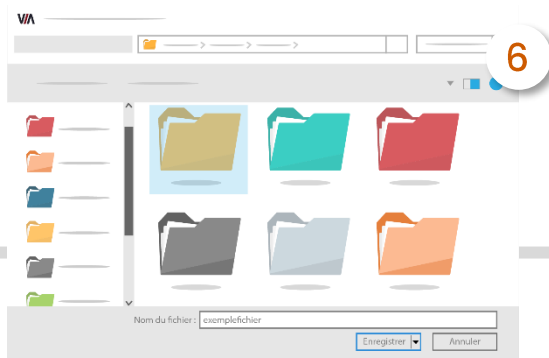 VIA
6
Nom du fichier : exemplefichier
Enregistrer
Annuler